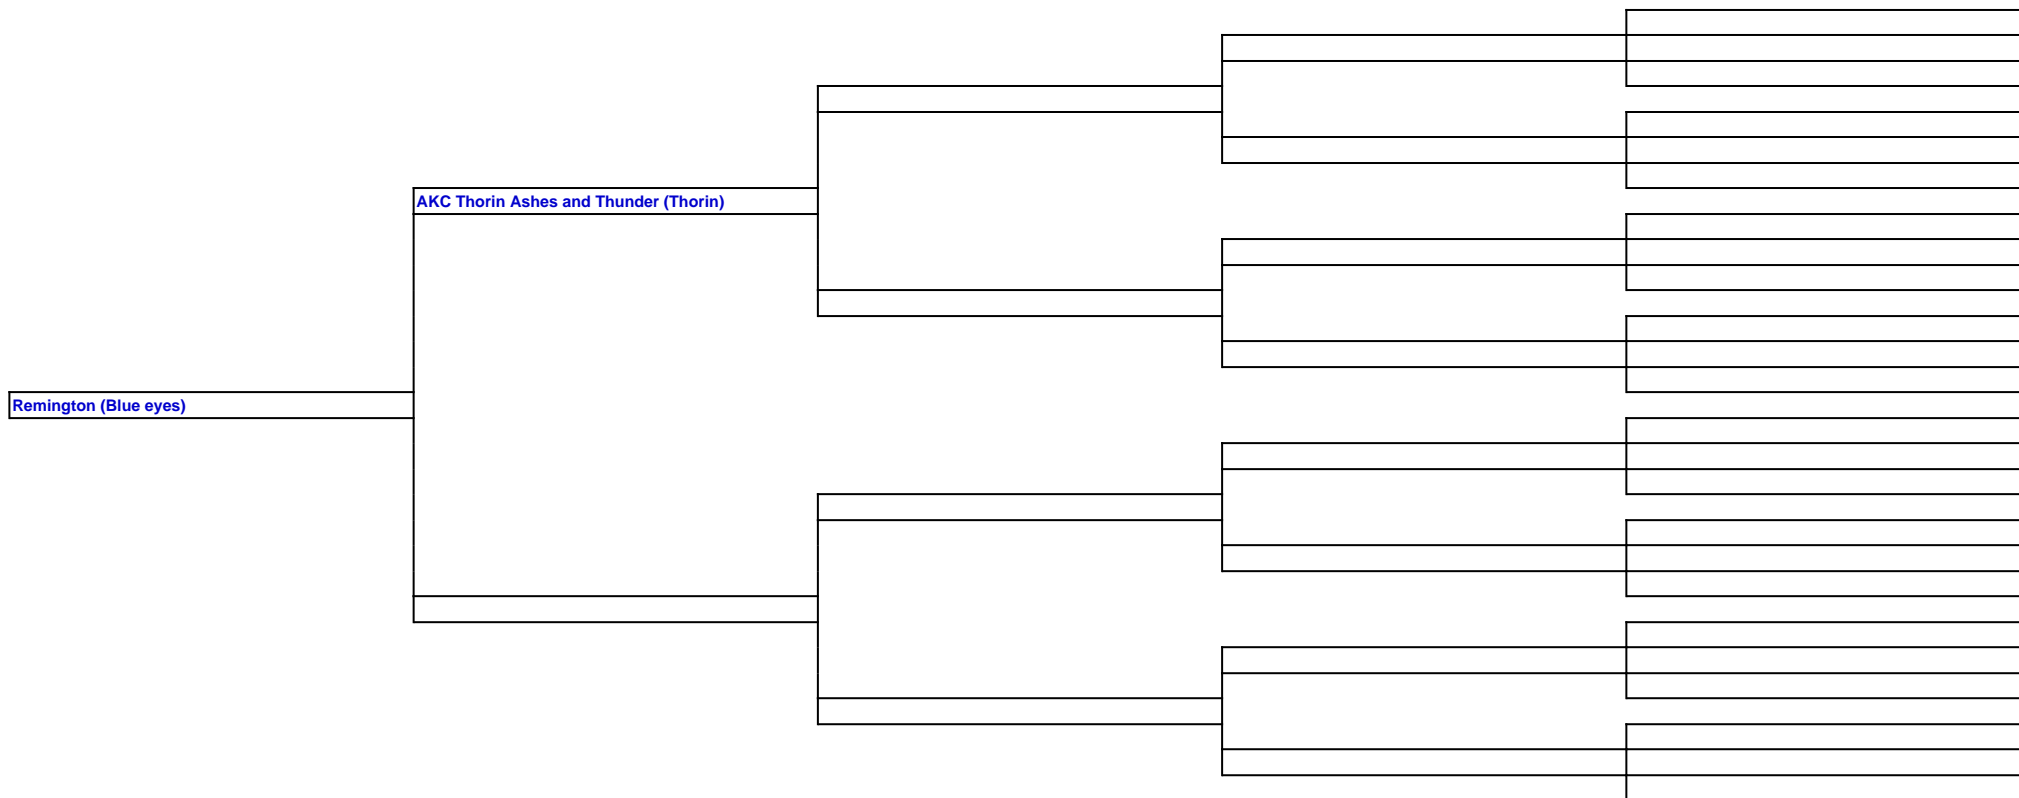 AKC Thorin Ashes and Thunder (Thorin)
Remington (Blue eyes)